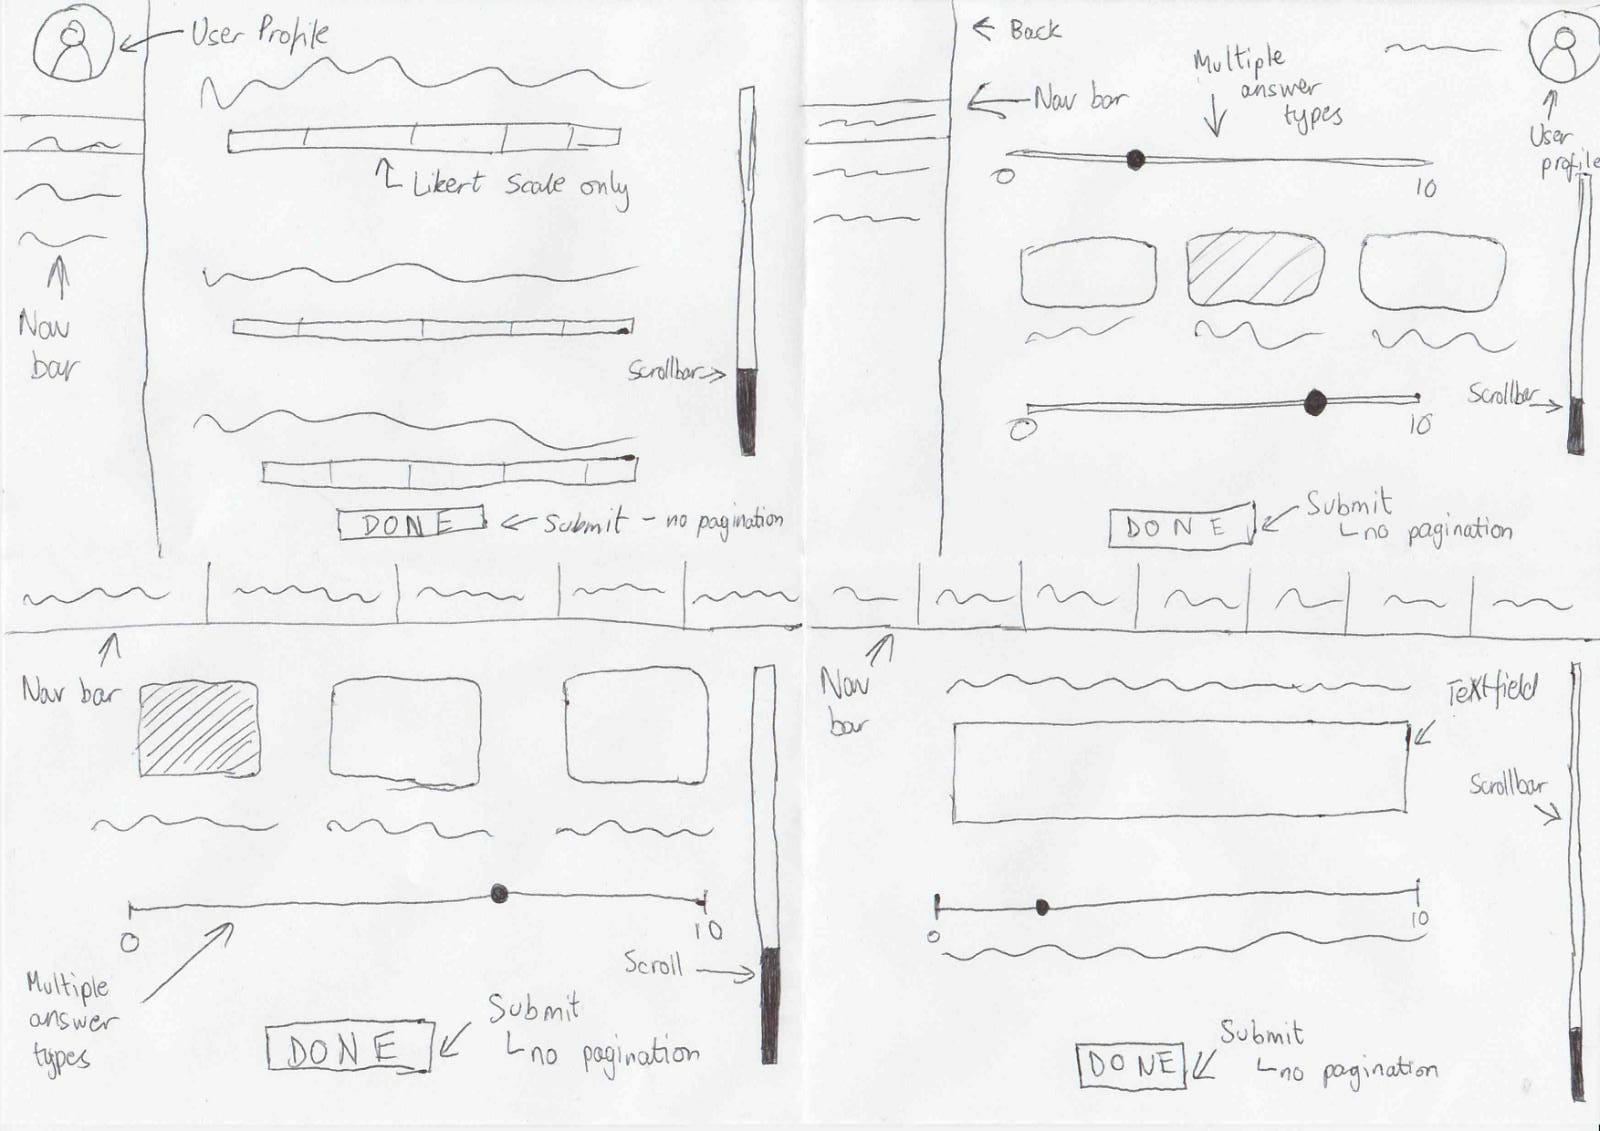 User Profile
Likert Scale only
Nav
bar
Scrollbar
DONE
Submit - no pagination
Back
Nav bar
Multiple
answer
types
User
profile
0
10
Scrollbar
0
10
DONE
Submit
no pagination
Nav bar
0
10
Multiple
answer
types
Scroll
DONE
Submit
no pagination
Nav
bar
Textfield
Scrollbar
0
10
DONE
Submit
no pagination